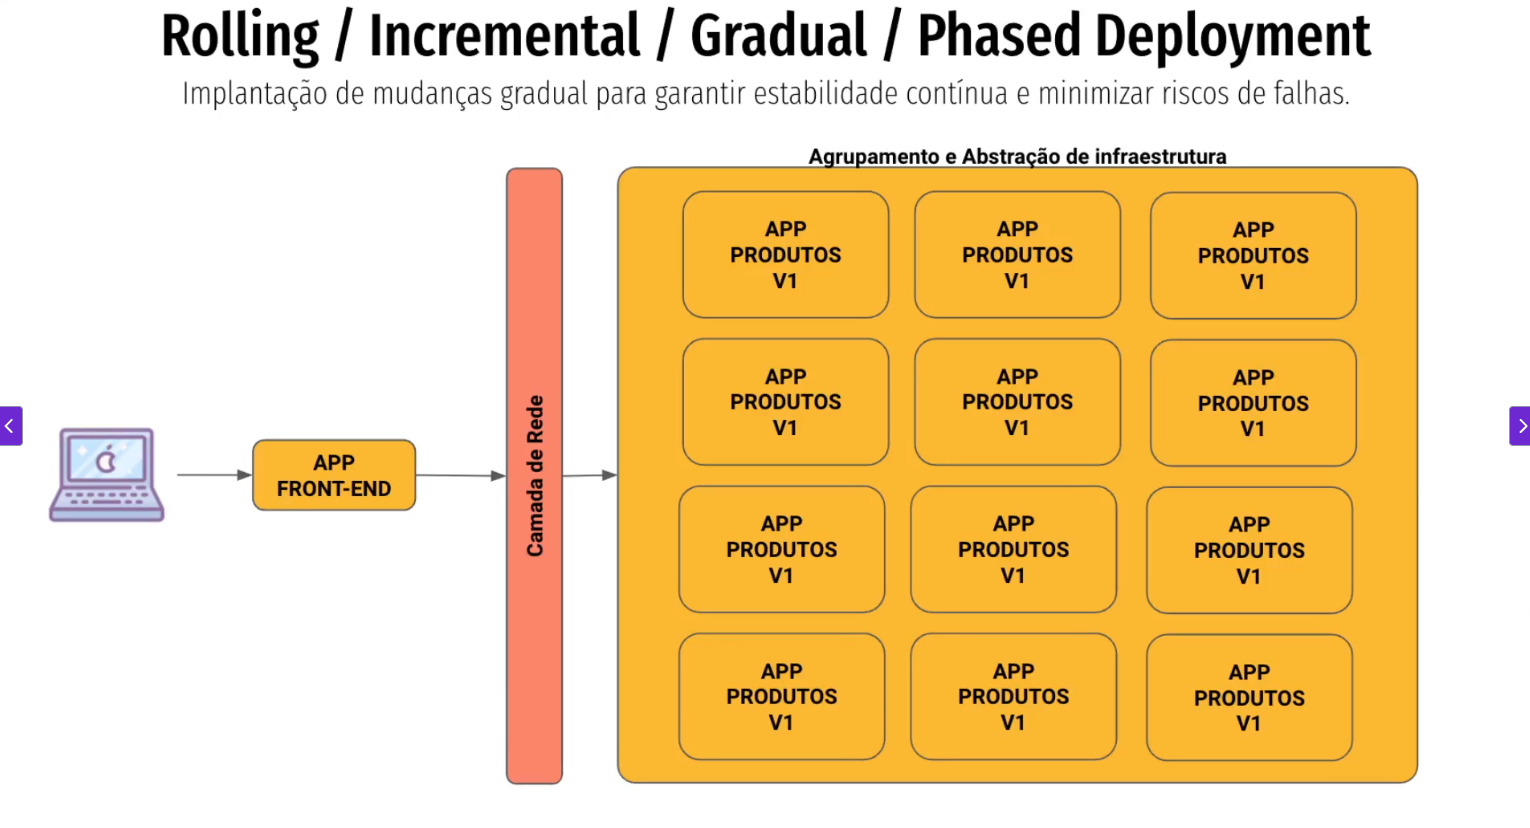 Rolling / Incremental / Gradual / Phased Deployment
Implantação de mudanças gradual para garantir estabilidade contínua e minimizar riscos de falhas.
Agrupamento e Abstração de infraestrutura
APP
FRONT-END
Camada de Rede
APP
PRODUTOS
V1
APP
PRODUTOS
V1
APP
PRODUTOS
V1
APP
PRODUTOS
V1
APP
PRODUTOS
V1
APP
PRODUTOS
V1
APP
PRODUTOS
V1
APP
PRODUTOS
V1
APP
PRODUTOS
V1
APP
PRODUTOS
V1
APP
PRODUTOS
V1
APP
PRODUTOS
V1